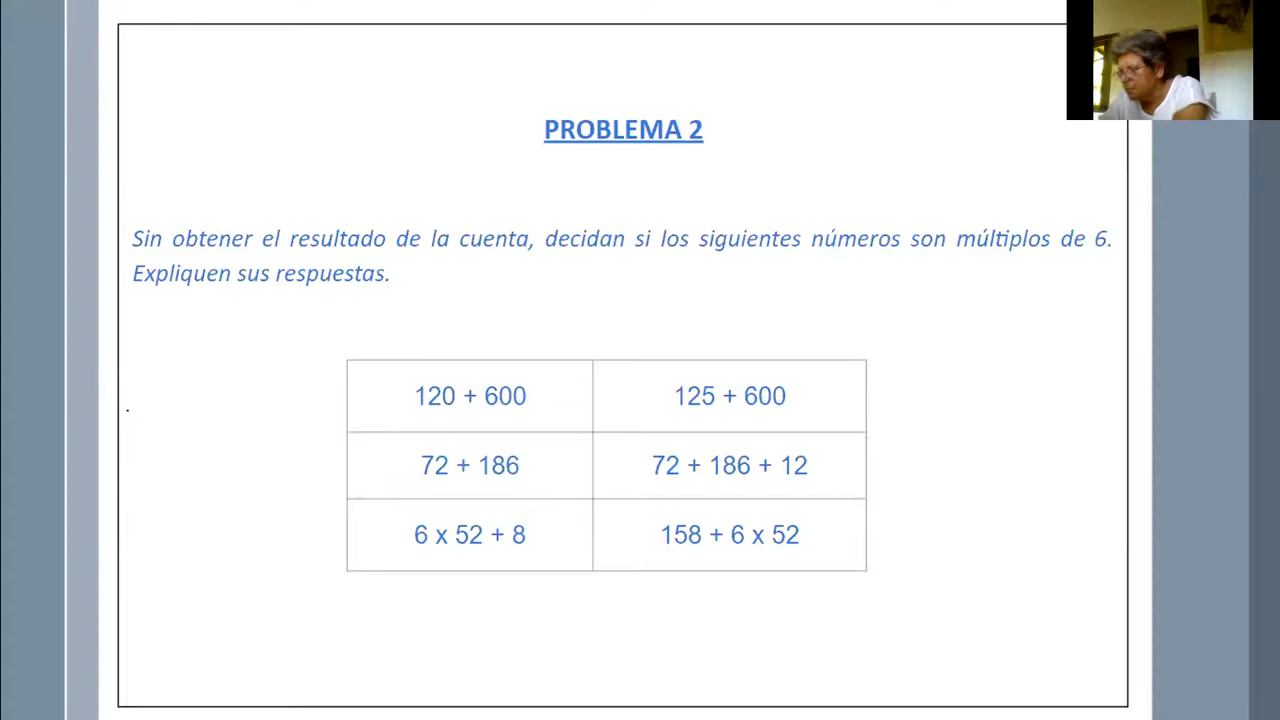 PROBLEMA 2
Sin obtener el resultado de la cuenta, decidan si los siguientes números son múltiplos de 6.
Expliquen sus respuestas.
120 + 600 125 + 600
72 + 186 72 + 186 + 12
6 x 52 + 8 158 + 6 x 52